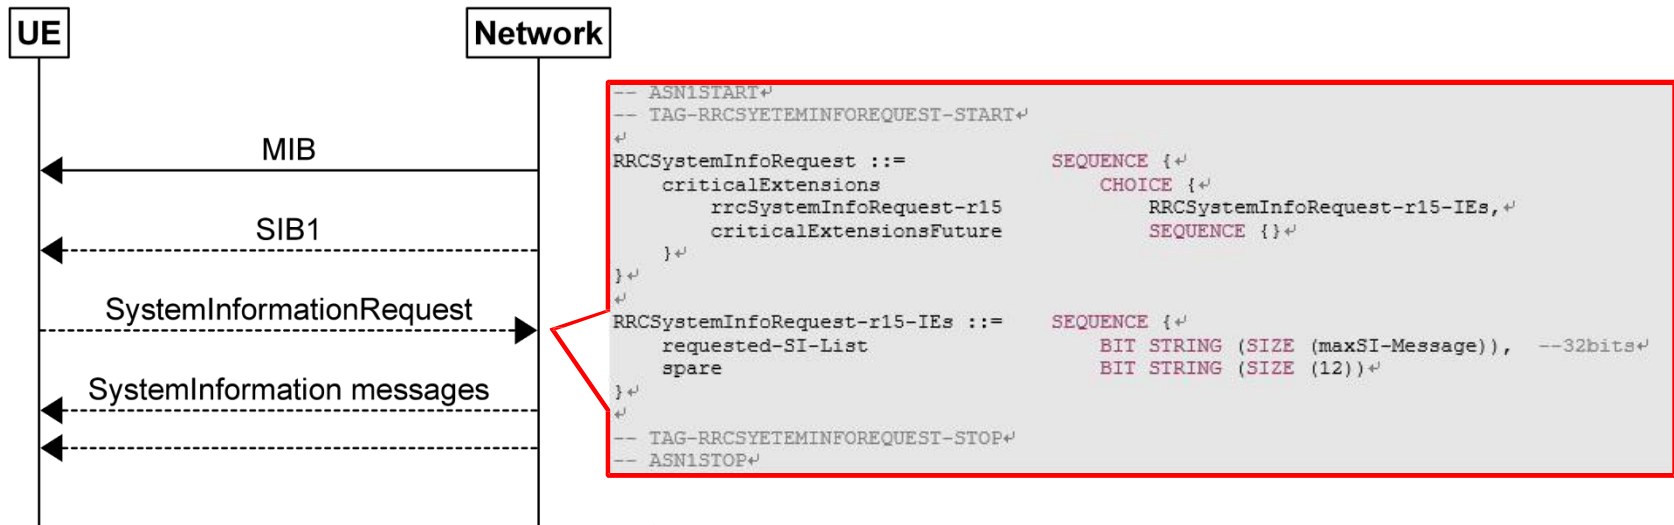 UE
Network
MIB
SIB1
SystemInformationRequest
SystemInformation messages
-- ASN1START↵
-- TAG-RRCSYETEMINFOREQUEST-START↵
↵
RRCSystemInfoRequest ::= SEQUENCE {↵
criticalExtensions CHOICE {↵
rrcSystemInfoRequest-r15 RRCSystemInfoRequest-r15-IEs,↵
criticalExtensionsFuture SEQUENCE {}↵
}↵
}↵
↵
RRCSystemInfoRequest-r15-IEs ::= SEQUENCE {↵
requested-SI-List BIT STRING (SIZE (maxSI-Message)), --32bits↵
spare BIT STRING (SIZE (12))↵
}↵
↵
-- TAG-RRCSYETEMINFOREQUEST-STOP↵
-- ASN1STOP↵